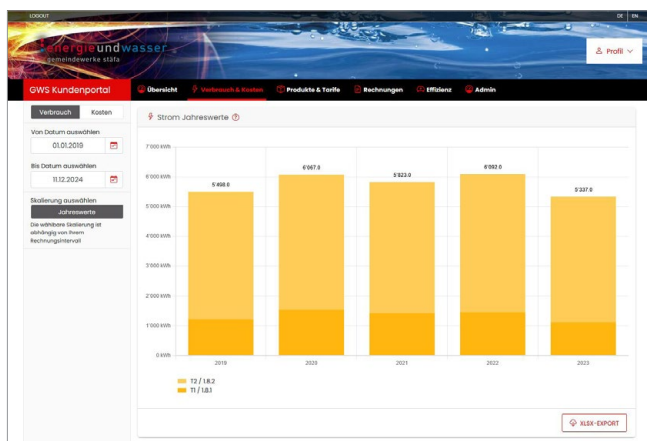 LOGOUT
DE EN
energieundwasser
gemeindewerke stäfa
Profil
GWS Kundenportal
Übersicht
Verbrauch & Kosten
Produkte & Tarife
Rechnungen
Effizienz
Admin
Verbrauch
Kosten
Von Datum auswählen
01.01.2019
Bis Datum auswählen
11.12.2024
Skalierung auswählen
Jahreswerte
Die wählbare Skalierung ist
abhängig von Ihrem
Rechnungsintervall
Strom Jahreswerte
7'000 kWh
6'000 kWh
5'000 kWh
4'000 kWh
3'000 kWh
2'000 kWh
1'000 kWh
0 kWh
5'498.0
6'067.0
5'823.0
6'092.0
5'337.0
2019
2020
2021
2022
2023
T2 / 1.8.2
T1 / 1.8.1
XLSX-EXPORT